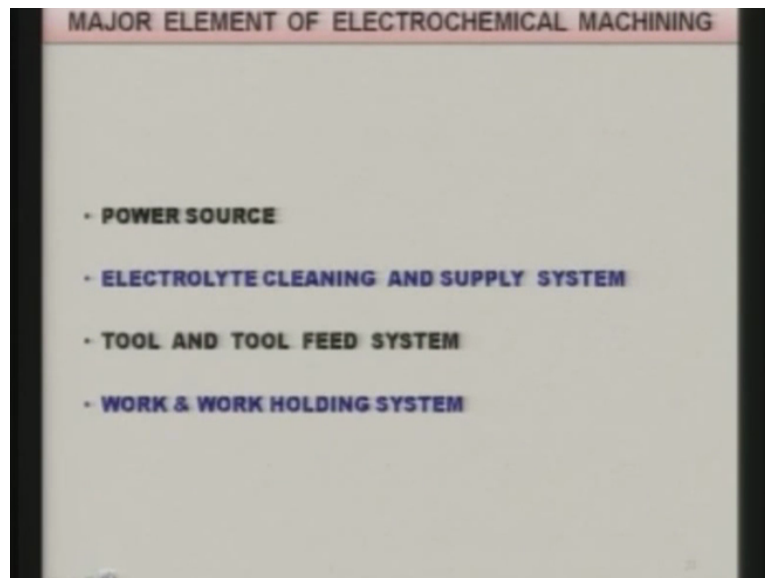 MAJOR ELEMENT OF ELECTROCHEMICAL MACHINING
· POWER SOURCE
· ELECTROLYTE CLEANING AND SUPPLY SYSTEM
· TOOL AND TOOL FEED SYSTEM
· WORK & WORK HOLDING SYSTEM